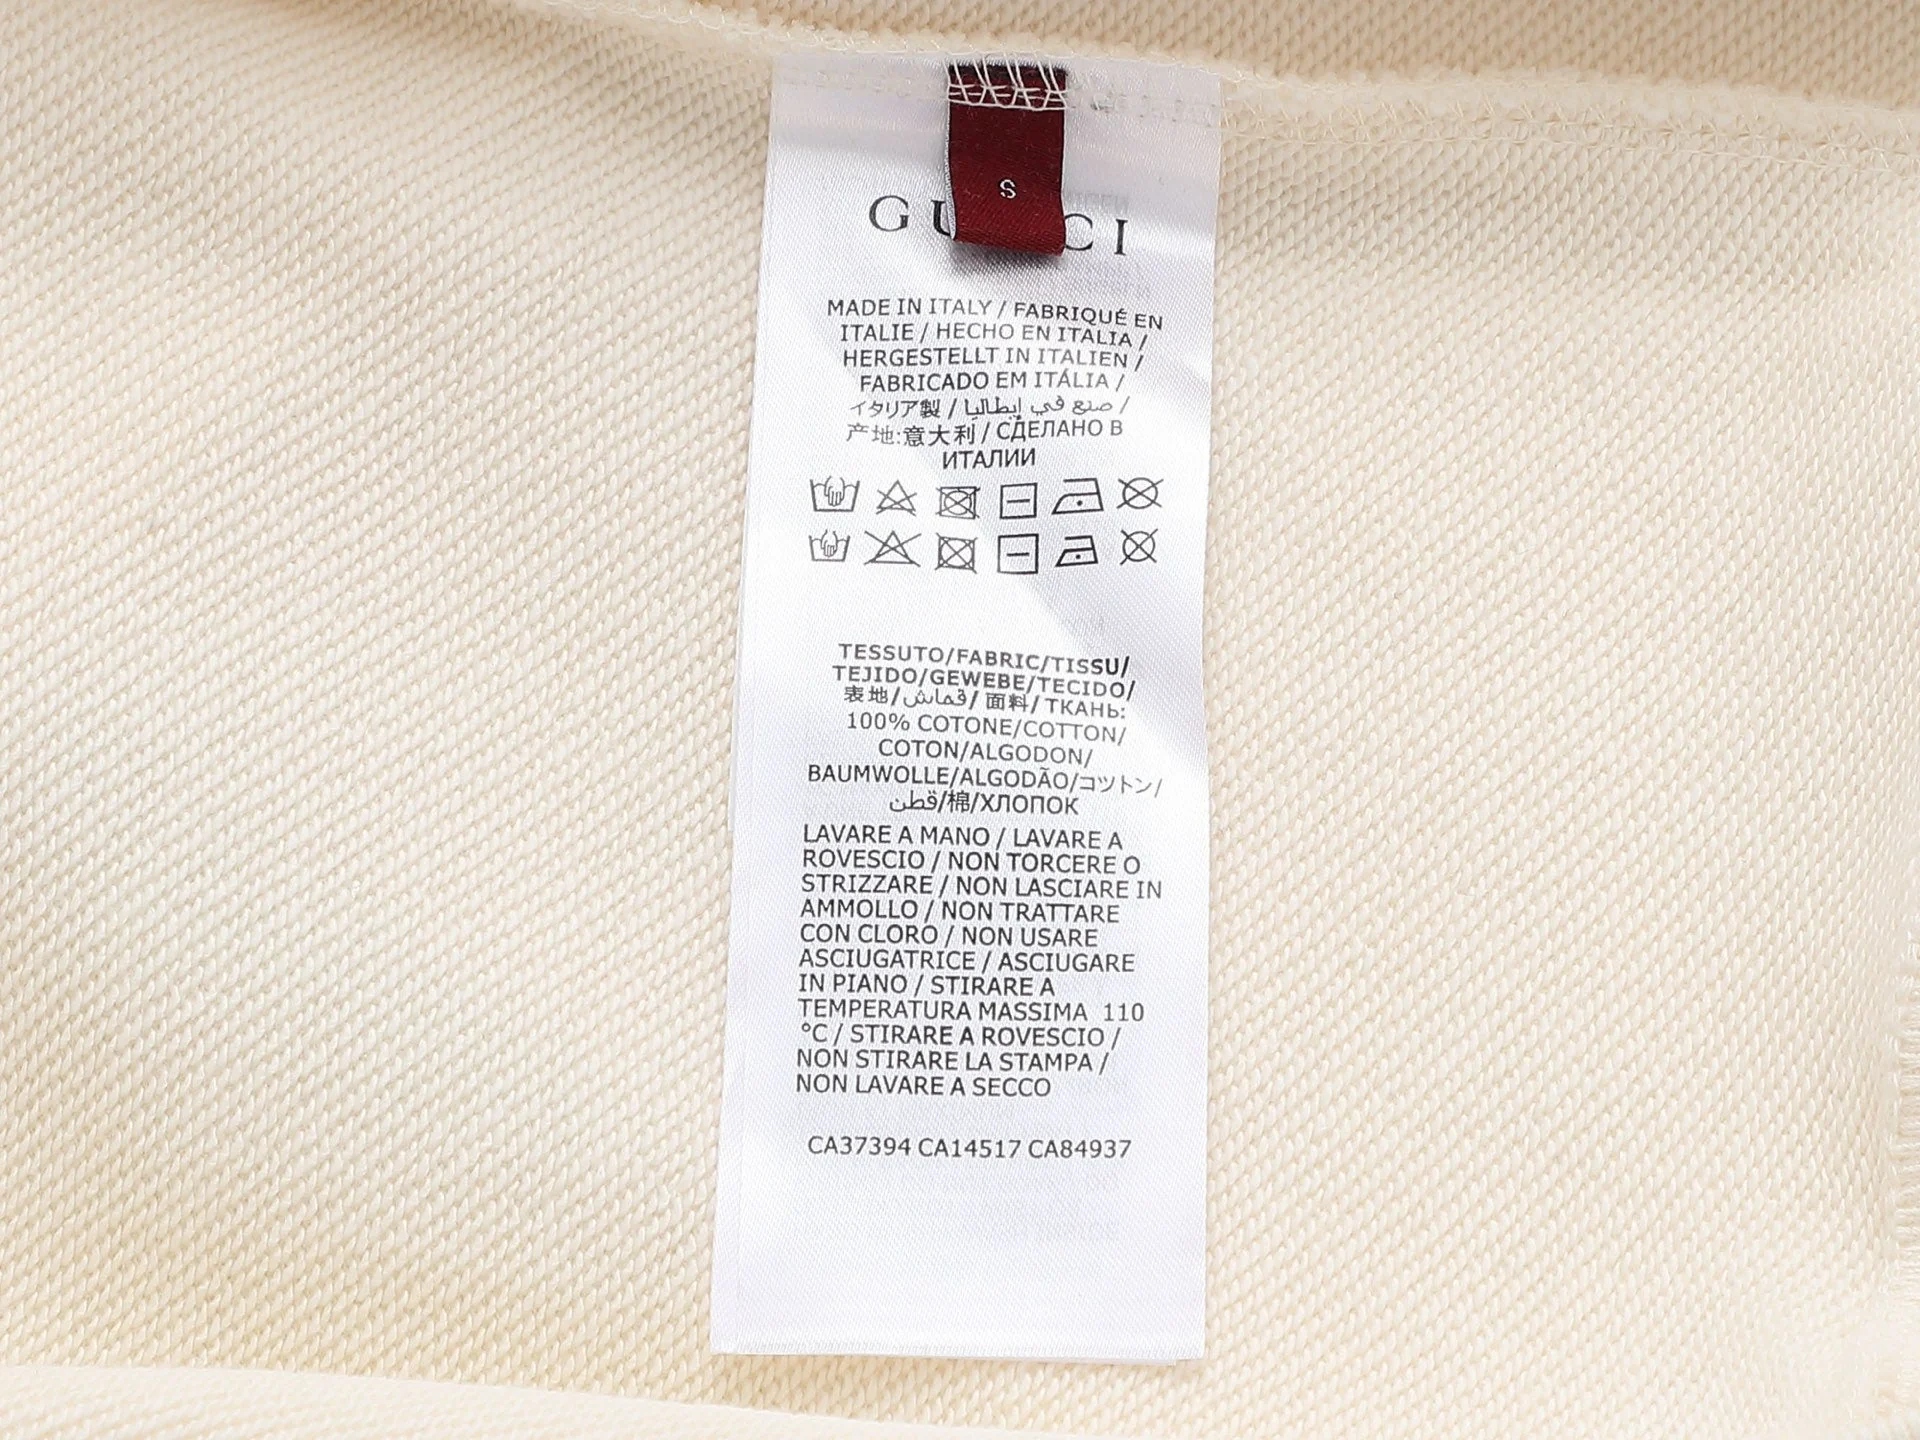 S
GUCCI
MADE IN ITALY / FABRIQUÉ EN
ITALIE / HECHO EN ITALIA /
HERGESTELLT IN ITALIEN /
FABRICADO EM ITÁLIA /
イタリア製 / صنع في إيطاليا /
产地:意大利 / СДЕЛАНО В
ИТАЛИИ
TESSUTO/FABRIC/TISSU/
TEJIDO/GEWEBE/TECIDO/
表地/قماش/面料/ТКАНЬ:
100% COTONE/COTTON/
COTON/ALGODON/
BAUMWOLLE/ALGODÃO/コットン/
قطن/棉/ХЛОПОК
LAVARE A MANO / LAVARE A
ROVESCIO / NON TORCERE O
STRIZZARE / NON LASCIARE IN
AMMOLLO / NON TRATTARE
CON CLORO / NON USARE
ASCIUGATRICE / ASCIUGARE
IN PIANO / STIRARE A
TEMPERATURA MASSIMA 110
°C / STIRARE A ROVESCIO /
NON STIRARE LA STAMPA /
NON LAVARE A SECCO
CA37394 CA14517 CA84937